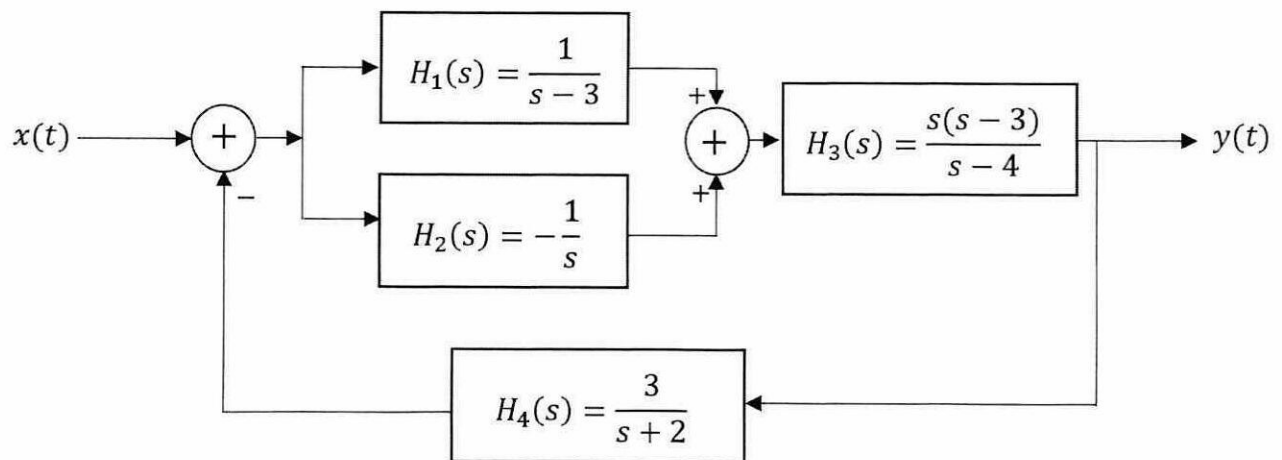 H₁(s) = 1/(s − 3)
x(t)
+
+
+
H₃(s) = s(s − 3)/(s − 4)
y(t)
−
+
H₂(s) = −1/s
H₄(s) = 3/(s + 2)